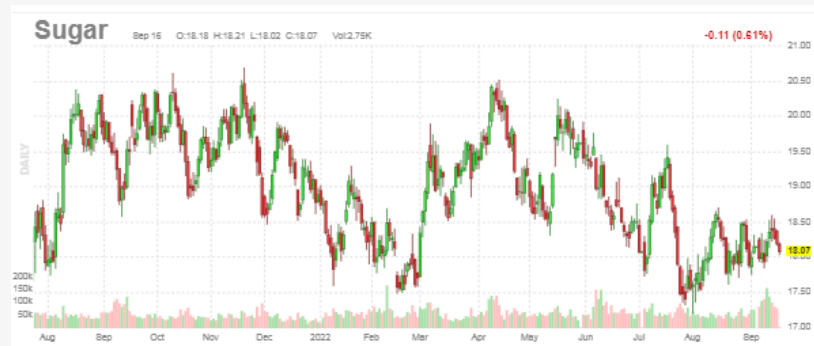 Sugar Sep 16 O:18.18 H:18.21 L:18.02 C:18.07 Vol:2.75K -0.11 (0.61%)
21.00
20.50
20.00
19.50
19.00
18.50
18.07
18.00
17.50
17.00
DAILY
200k
150k
100k
50k
Aug Sep Oct Nov Dec 2022 Feb Mar Apr May Jun Jul Aug Sep